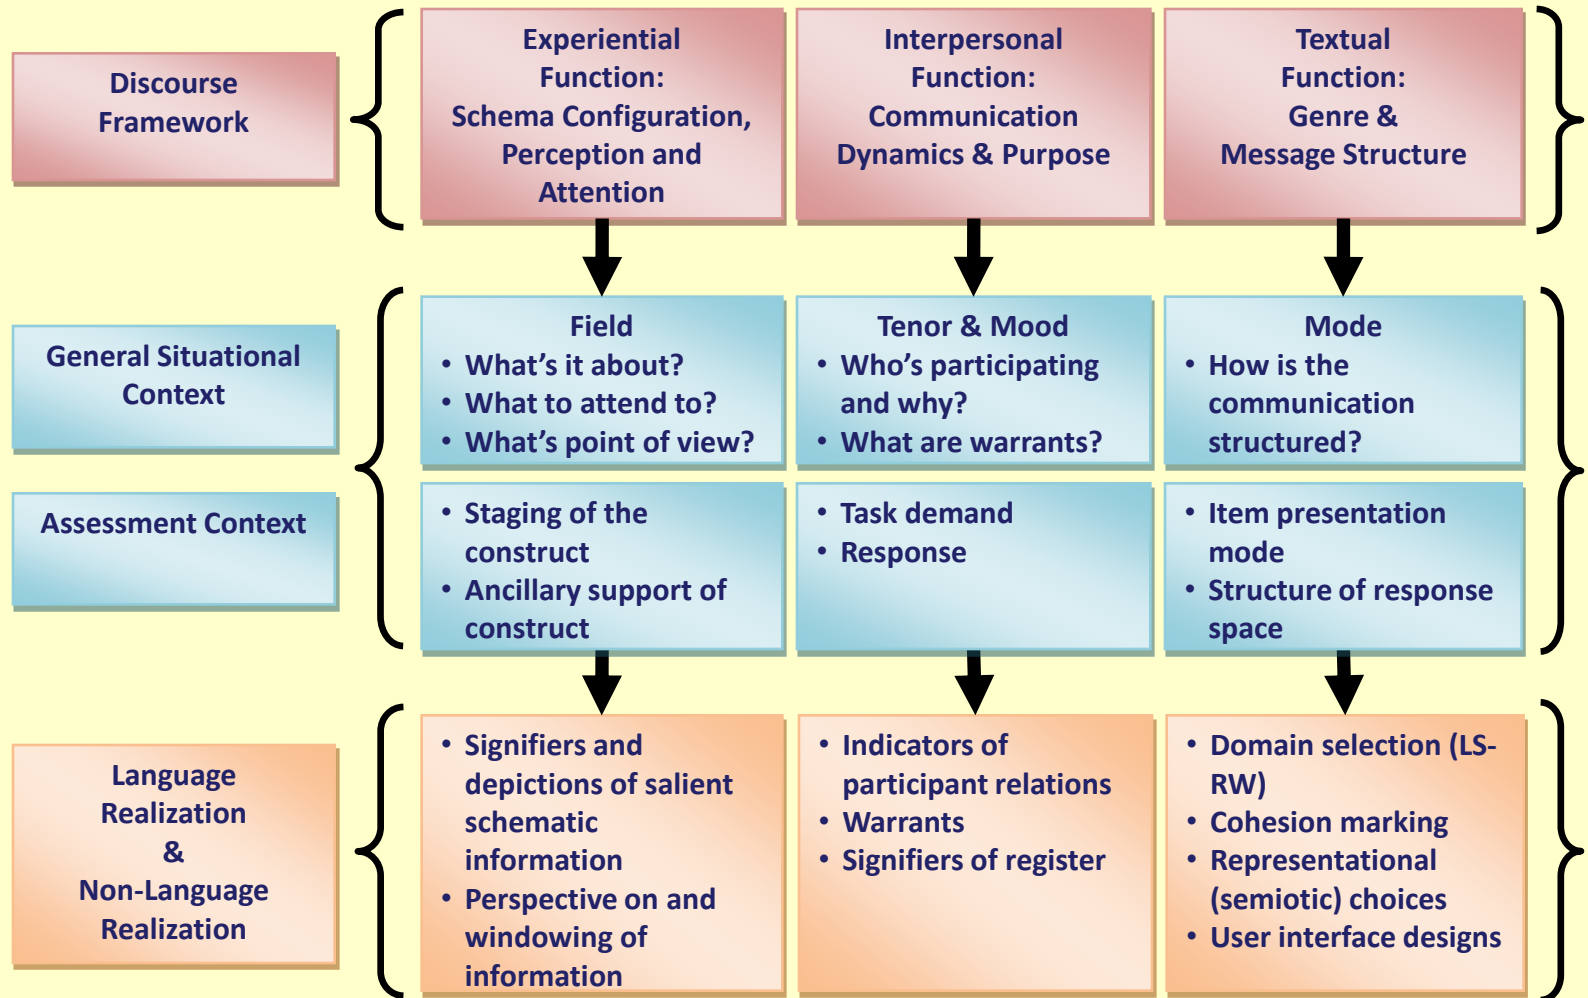 Discourse
Framework
Experiential
Function:
Schema Configuration,
Perception and
Attention
Interpersonal
Function:
Communication
Dynamics & Purpose
Textual
Function:
Genre &
Message Structure
General Situational
Context
Field
• What's it about?
• What to attend to?
• What's point of view?
Tenor & Mood
• Who's participating
and why?
• What are warrants?
Mode
• How is the
communication
structured?
Assessment Context
• Staging of the
construct
• Ancillary support of
construct
• Task demand
• Response
• Item presentation
mode
• Structure of response
space
Language
Realization
&
Non-Language
Realization
• Signifiers and
depictions of salient
schematic
information
• Perspective on and
windowing of
information
• Indicators of
participant relations
• Warrants
• Signifiers of register
• Domain selection (LS-
RW)
• Cohesion marking
• Representational
(semiotic) choices
• User interface designs